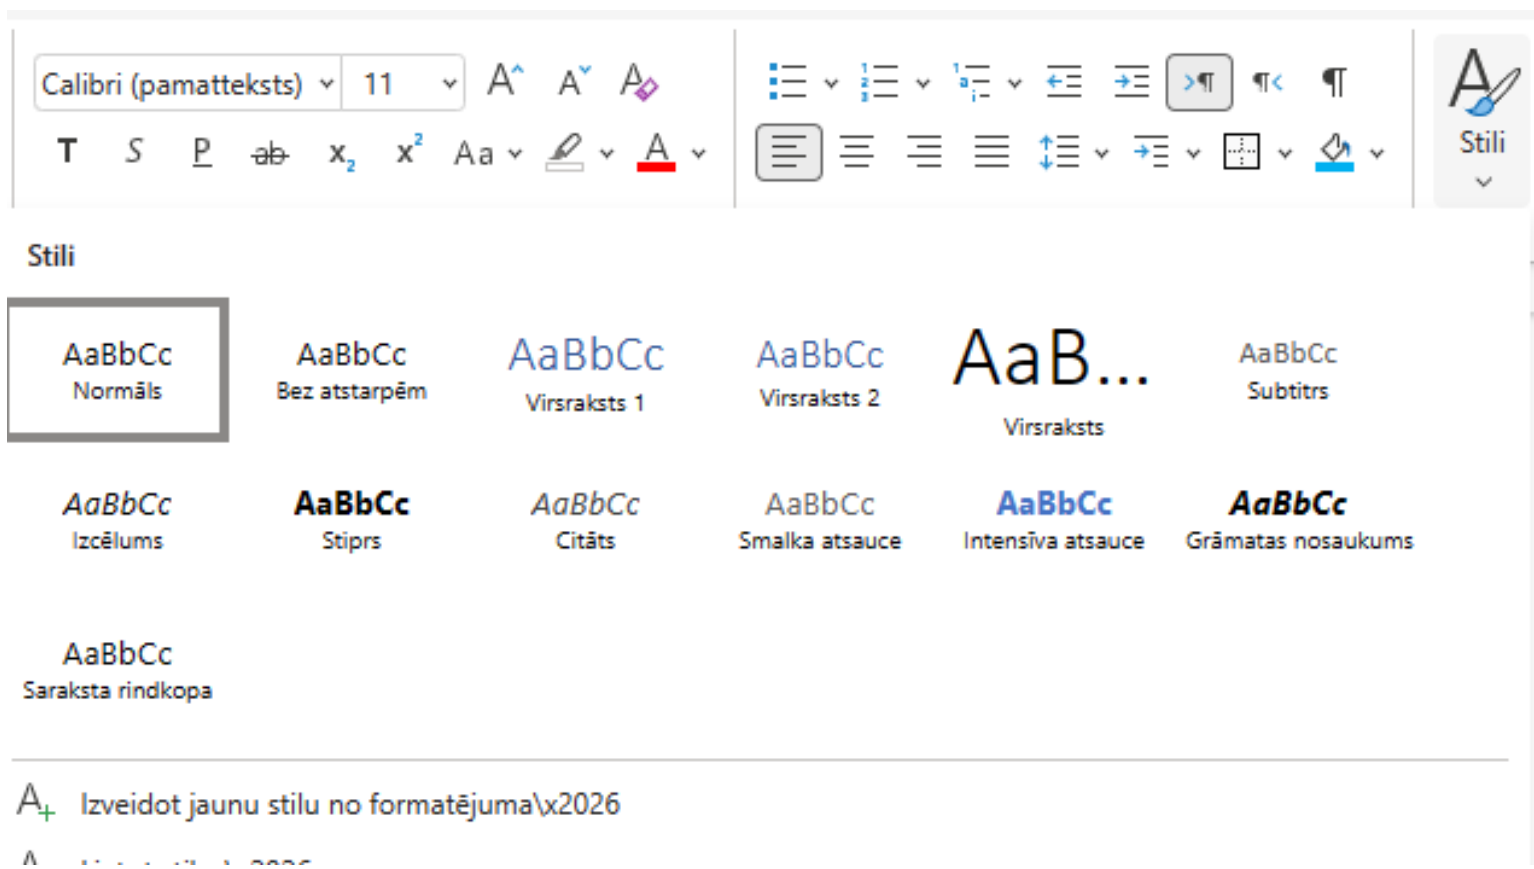 Calibri (pamatteksts) 11 A A A
T S P ab x₂ x² Aa A
Stili
Stili
AaBbCc AaBbCc AaBbCc AaBbCc AaB... AaBbCc
Normāls Bez atstarpēm Virsraksts 1 Virsraksts 2 Virsraksts Subtitrs
AaBbCc AaBbCc AaBbCc AaBbCc AaBbCc AaBbCc
Izcēlums Stiprs Citāts Smalka atsauce Intensīva atsauce Grāmatas nosaukums
AaBbCc
Saraksta rindkopa
Izveidot jaunu stilu no formatējuma\x2026